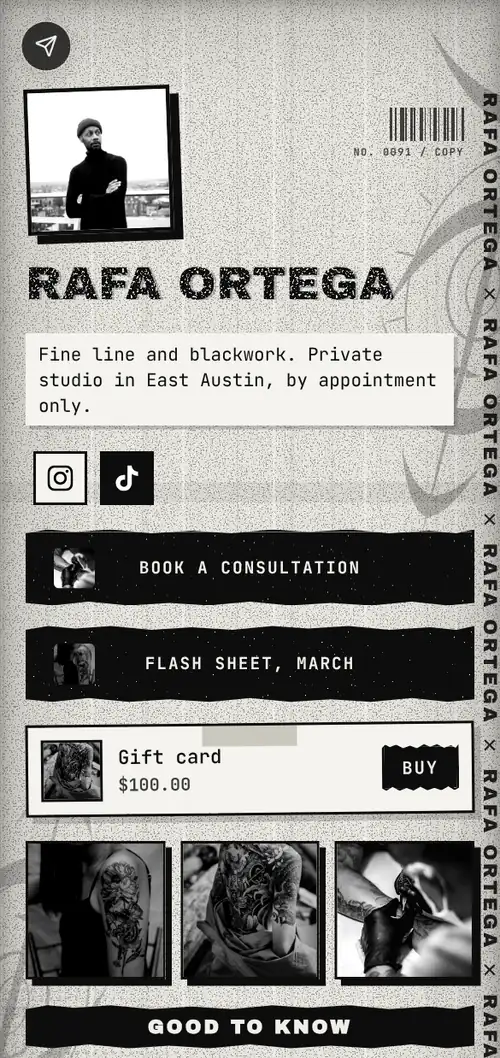 NO. 0091 / COPY
RAFA ORTEGA
Fine line and blackwork. Private
studio in East Austin, by appointment
only.
BOOK A CONSULTATION
FLASH SHEET, MARCH
Gift card
$100.00
BUY
GOOD TO KNOW
RAFA ORTEGA × RAFA ORTEGA × RAFA ORTEGA × RAFA ORTEGA × RAFA